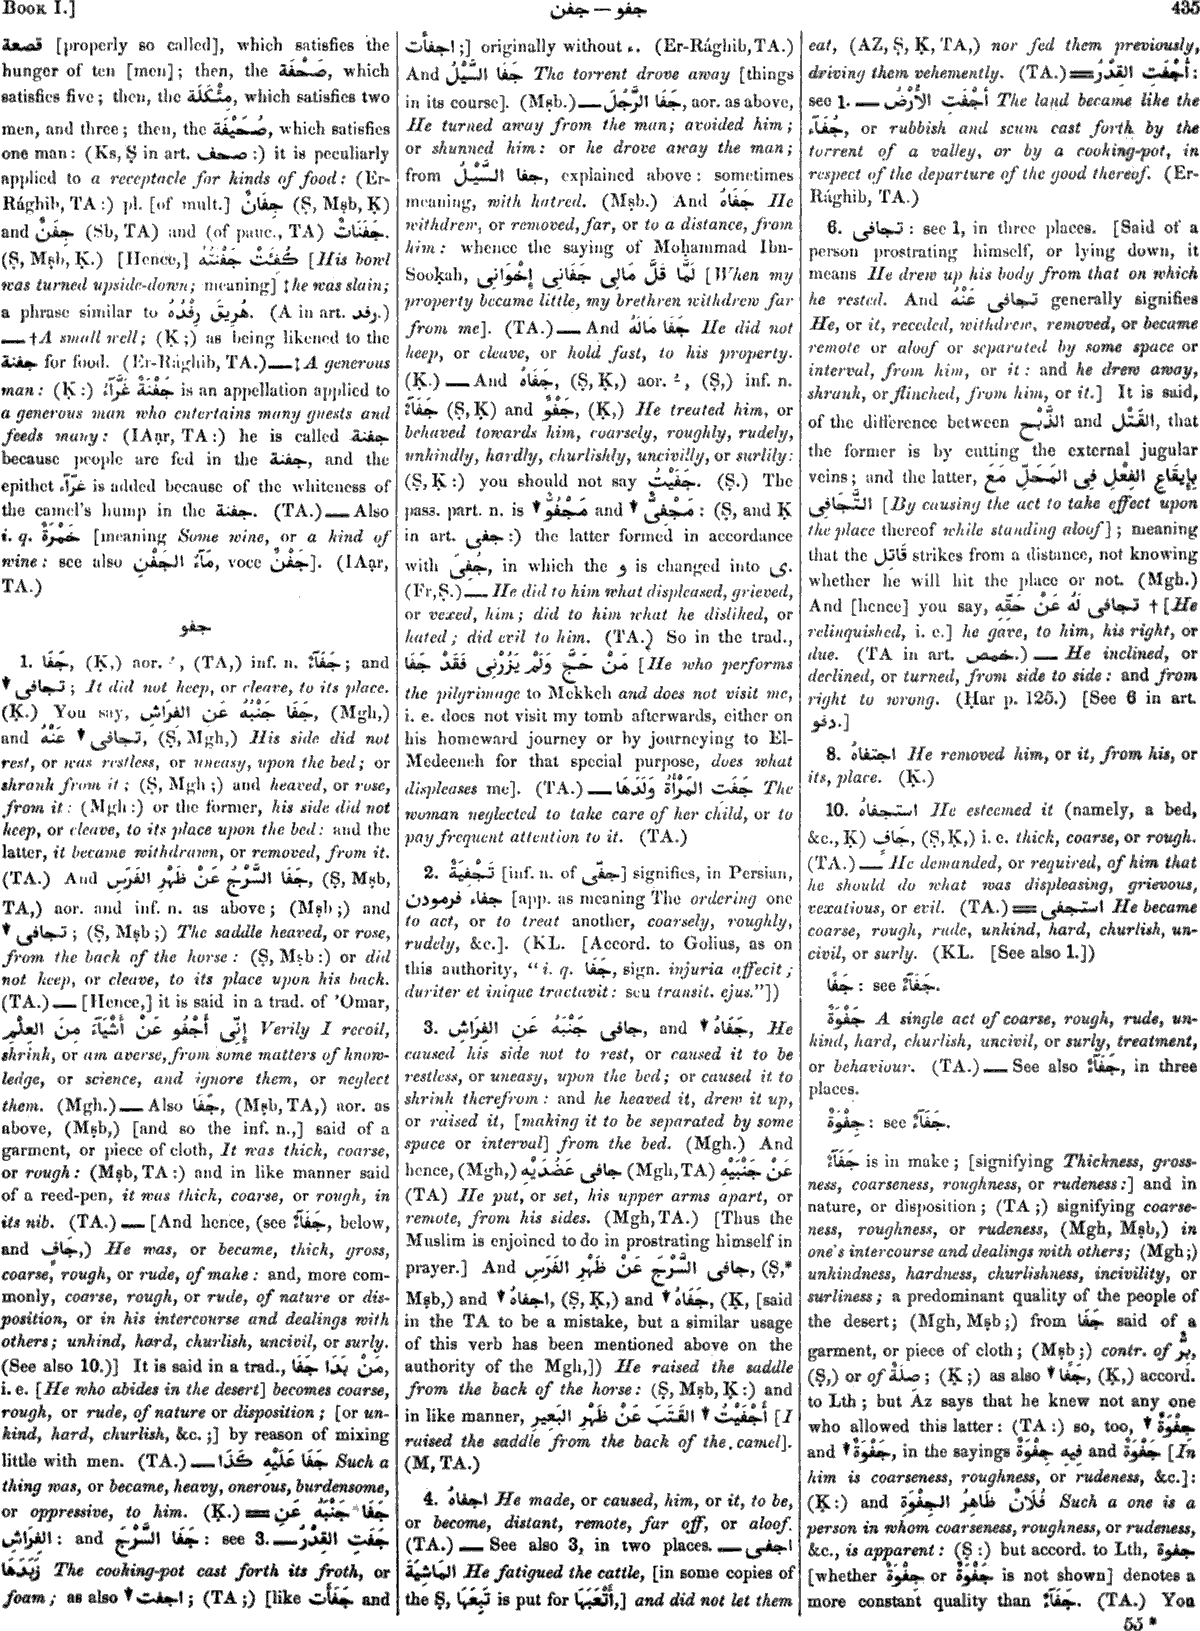 BOOK I.]
جفو — جفن
435
قصعة [properly so called], which satisfies the
hunger of ten [men]; then, the صَحْفَة, which
satisfies five; then, the مِئْكَلَة, which satisfies two
men, and three; then, the صُحَيْفَة, which satisfies
one man: (Ks, Ṣ in art. صحف:) it is peculiarly
applied to a receptacle for kinds of food: (Er-
Rághib, TA:) pl. [of mult.] جِفَانٌ (Ṣ, Mṣb, Ḳ)
and جِفَنٌ (Sb, TA) and (of pauc., TA) جَفَنَاتٌ.
(Ṣ, Mṣb, Ḳ.) [Hence,] كُفِئَتْ جَفْنَتُهُ [His bowl
was turned upside-down; meaning] ‡he was slain;
a phrase similar to هُرِيقَ رِفْدُهُ. (A in art. رفد.)
— †A small well; (Ḳ;) as being likened to the
جفنة for food. (Er-Rághib, TA.) — ‡A generous
man: (Ḳ:) جَفْنَةٌ غَرَّآءُ is an appellation applied to
a generous man who entertains many guests and
feeds many: (IAạr, TA:) he is called جفنة
because people are fed in the جفنة, and the
epithet غرّآء is added because of the whiteness of
the camel's hump in the جفنة. (TA.) — Also
i. q. خَمْرَةٌ [meaning Some wine, or a kind of
wine: see also مَآءُ الجَفْنِ, voce جَفْنٌ]. (IAạr,
TA.)
جفو
1. جَفَا, (Ḳ,) aor. ُ, (TA,) inf. n. جَفَآءٌ; and
▼ تجافى; It did not keep, or cleave, to its place.
(Ḳ.) You say, جَفَا جَنْبُهُ عَنِ الفِرَاشِ, (Mgh,)
and ▼ تجافى عَنْهُ, (Ṣ, Mgh,) His side did not
rest, or was restless, or uneasy, upon the bed; or
shrank from it; (Ṣ, Mgh;) and heaved, or rose,
from it: (Mgh:) or the former, his side did not
keep, or cleave, to its place upon the bed: and the
latter, it became withdrawn, or removed, from it.
(TA.) And جَفَا السَّرْجُ عَنْ ظَهْرِ الفَرَسِ, (Ṣ, Mṣb,
TA,) aor. and inf. n. as above; (Mṣb;) and
▼ تجافى; (Ṣ, Mṣb;) The saddle heaved, or rose,
from the back of the horse: (Ṣ, Mṣb:) or did
not keep, or cleave, to its place upon his back.
(TA.) — [Hence,] it is said in a trad. of 'Omar,
إِنِّى أَجْفُو عَنْ أَشْيَآءَ مِنَ العِلْمِ Verily I recoil,
shrink, or am averse, from some matters of know-
ledge, or science, and ignore them, or neglect
them. (Mgh.) — Also جَفَا, (Mṣb, TA,) aor. as
above, (Mṣb,) [and so the inf. n.,] said of a
garment, or piece of cloth, It was thick, coarse,
or rough: (Mṣb, TA:) and in like manner said
of a reed-pen, it was thick, coarse, or rough, in
its nib. (TA.) — [And hence, (see جَفَآءٌ, below,
and جَافٍ,) He was, or became, thick, gross,
coarse, rough, or rude, of make: and, more com-
monly, coarse, rough, or rude, of nature or dis-
position, or in his intercourse and dealings with
others; unkind, hard, churlish, uncivil, or surly.
(See also 10.)] It is said in a trad., مَنْ بَدَا جَفَا,
i. e. [He who abides in the desert] becomes coarse,
rough, or rude, of nature or disposition; [or un-
kind, hard, churlish, &c.;] by reason of mixing
little with men. (TA.) — جَفَا عَلَيْهِ كَذَا Such a
thing was, or became, heavy, onerous, burdensome,
or oppressive, to him. (Ḳ.) = جَفَا جَنْبَهُ عَنِ
الفِرَاشِ: and جَفَا السَّرْجَ: see 3. — جَفَتِ القِدْرُ
زَبَدَهَا The cooking-pot cast forth its froth, or
foam; as also ▼ اجفت; (TA;) [like جَفَأَت and
اجفأت;] originally without ء. (Er-Rághib, TA.)
And جَفَا السَّيْلُ The torrent drove away [things
in its course]. (Mṣb.) — جَفَا الرَّجُلَ, aor. as above,
He turned away from the man; avoided him;
or shunned him: or he drove away the man;
from جفا السَّيْلُ, explained above: sometimes
meaning, with hatred. (Mṣb.) And جَفَاهُ He
withdrew, or removed, far, or to a distance, from
him: whence the saying of Moḥammad Ibn-
Sooḳah, لَمَّا قَلَّ مَالِى جَفَانِى إِخْوَانِى [When my
property became little, my brethren withdrew far
from me]. (TA.) — And جَفَا مَالَهُ He did not
keep, or cleave, or hold fast, to his property.
(Ḳ.) — And جَفَاهُ, (Ṣ, Ḳ,) aor. ُ, (Ṣ,) inf. n.
جَفَآءٌ (Ṣ, Ḳ) and جَفْوٌ, (Ḳ,) He treated him, or
behaved towards him, coarsely, roughly, rudely,
unkindly, hardly, churlishly, uncivilly, or surlily:
(Ṣ, Ḳ:) you should not say جَفَيْتُ. (Ṣ.) The
pass. part. n. is ▼ مَجْفُوٌّ and ▼ مَجْفِىٌّ: (Ṣ, and Ḳ
in art. جفى:) the latter formed in accordance
with جُفِىَ, in which the و is changed into ى.
(Fr, Ṣ.) — He did to him what displeased, grieved,
or vexed, him; did to him what he disliked, or
hated; did evil to him. (TA.) So in the trad.,
مَنْ حَجَّ وَلَمْ يَزُرْنِى فَقَدْ جَفَا [He who performs
the pilgrimage to Mekkeh and does not visit me,
i. e. does not visit my tomb afterwards, either on
his homeward journey or by journeying to El-
Medeeneh for that special purpose, does what
displeases me]. (TA.) — جَفَتِ المَرْأَةُ وَلَدَهَا The
woman neglected to take care of her child, or to
pay frequent attention to it. (TA.)
2. تَجْفِيَةٌ [inf. n. of جفّى] signifies, in Persian,
جفاء فرمودن [app. as meaning The ordering one
to act, or to treat another, coarsely, roughly,
rudely, &c.]. (KL. [Accord. to Golius, as on
this authority, "i. q. جَفَا, sign. injuria affecit;
duriter et inique tractavit: seu transit. ejus."])
3. جافى جَنْبَهُ عَنِ الفِرَاشِ, and ▼ جَفَاهُ, He
caused his side not to rest, or caused it to be
restless, or uneasy, upon the bed; or caused it to
shrink therefrom: and he heaved it, drew it up,
or raised it, [making it to be separated by some
space or interval] from the bed. (Mgh.) And
hence, (Mgh,) جافى عَضُدَيْهِ (Mgh, TA) عَنْ جَنْبَيْهِ
(TA) He put, or set, his upper arms apart, or
remote, from his sides. (Mgh, TA.) [Thus the
Muslim is enjoined to do in prostrating himself in
prayer.] And جافى السَّرْجَ عَنْ ظَهْرِ الفَرَسِ, (Ṣ,*
Mṣb,) and ▼ اجفاهُ, (Ṣ, Ḳ,) and ▼ جَفَاهُ, (Ḳ, [said
in the TA to be a mistake, but a similar usage
of this verb has been mentioned above on the
authority of the Mgh,]) He raised the saddle
from the back of the horse: (Ṣ, Mṣb, Ḳ:) and
in like manner, أَجْفَيْتُ ▼ القَتَبَ عَنْ ظَهْرِ البَعِيرِ [I
raised the saddle from the back of the camel].
(M, TA.)
4. اجفاهُ He made, or caused, him, or it, to be,
or become, distant, remote, far off, or aloof.
(TA.) — See also 3, in two places. — اجفى
المَاشِيَةَ He fatigued the cattle, [in some copies of
the Ṣ, تَبِعَهَا is put for أَتْعَبَهَا,] and did not let them
eat, (AZ, Ṣ, Ḳ, TA,) nor fed them previously,
driving them vehemently. (TA.) = أَجْفَتِ القِدْرُ:
see 1. — أَجْفَتِ الأَرْضُ The land became like the
جُفَآء, or rubbish and scum cast forth by the
torrent of a valley, or by a cooking-pot, in
respect of the departure of the good thereof. (Er-
Rághib, TA.)
6. تجافى: see 1, in three places. [Said of a
person prostrating himself, or lying down, it
means He drew up his body from that on which
he rested. And تجافى عَنْهُ generally signifies
He, or it, receded, withdrew, removed, or became
remote or aloof or separated by some space or
interval, from him, or it: and he drew away,
shrank, or flinched, from him, or it.] It is said,
of the difference between الذَّبْح and القَتْل, that
the former is by cutting the external jugular
veins; and the latter, بِإِيقَاعِ الفِعْلِ فِى المَحَلِّ مَعَ
التَّجَافِى [By causing the act to take effect upon
the place thereof while standing aloof]; meaning
that the قَاتِل strikes from a distance, not knowing
whether he will hit the place or not. (Mgh.)
And [hence] you say, تجافى لَهُ عَنْ حَقِّهِ †[He
relinquished, i. e.] he gave, to him, his right, or
due. (TA in art. خمص.) — He inclined, or
declined, or turned, from side to side: and from
right to wrong. (Ḥar p. 125.) [See 6 in art.
دفو.]
8. اجتفاهُ He removed him, or it, from his, or
its, place. (Ḳ.)
10. استجفاهُ He esteemed it (namely, a bed,
&c., Ḳ) جَافٍ, (Ṣ, Ḳ,) i. e. thick, coarse, or rough.
(TA.) — He demanded, or required, of him that
he should do what was displeasing, grievous,
vexatious, or evil. (TA.) = استجفى He became
coarse, rough, rude, unkind, hard, churlish, un-
civil, or surly. (KL. [See also 1.])
جَفًا: see جَفَآءٌ.
جَفْوَةٌ A single act of coarse, rough, rude, un-
kind, hard, churlish, uncivil, or surly, treatment,
or behaviour. (TA.) — See also جَفَآءٌ, in three
places.
جِفْوَةٌ: see جَفَآءٌ.
جَفَآءٌ is in make; [signifying Thickness, gross-
ness, coarseness, roughness, or rudeness:] and in
nature, or disposition; (TA;) signifying coarse-
ness, roughness, or rudeness, (Mgh, Mṣb,) in
one's intercourse and dealings with others; (Mgh;)
unkindness, hardness, churlishness, incivility, or
surliness; a predominant quality of the people of
the desert; (Mgh, Mṣb;) from جَفَا said of a
garment, or piece of cloth; (Mṣb;) contr. of بِرٌّ,
(Ṣ,) or of صِلَةٌ; (Ḳ;) as also ▼ جَفًا, (Ḳ,) accord.
to Lth; but Az says that he knew not any one
who allowed this latter: (TA:) so, too, ▼ جَفْوَةٌ
and ▼ جِفْوَةٌ, in the sayings فِيهِ جَفْوَةٌ and جِفْوَةٌ [In
him is coarseness, roughness, or rudeness, &c.]:
(Ḳ:) and فُلَانٌ ظَاهِرُ الجِفْوَةِ Such a one is a
person in whom coarseness, roughness, or rudeness,
&c., is apparent: (Ṣ:) but accord. to Lth, جفوة
[whether جَفْوَةٌ or جِفْوَةٌ is not shown] denotes a
more constant quality than جَفَآءٌ. (TA.) You
55 *